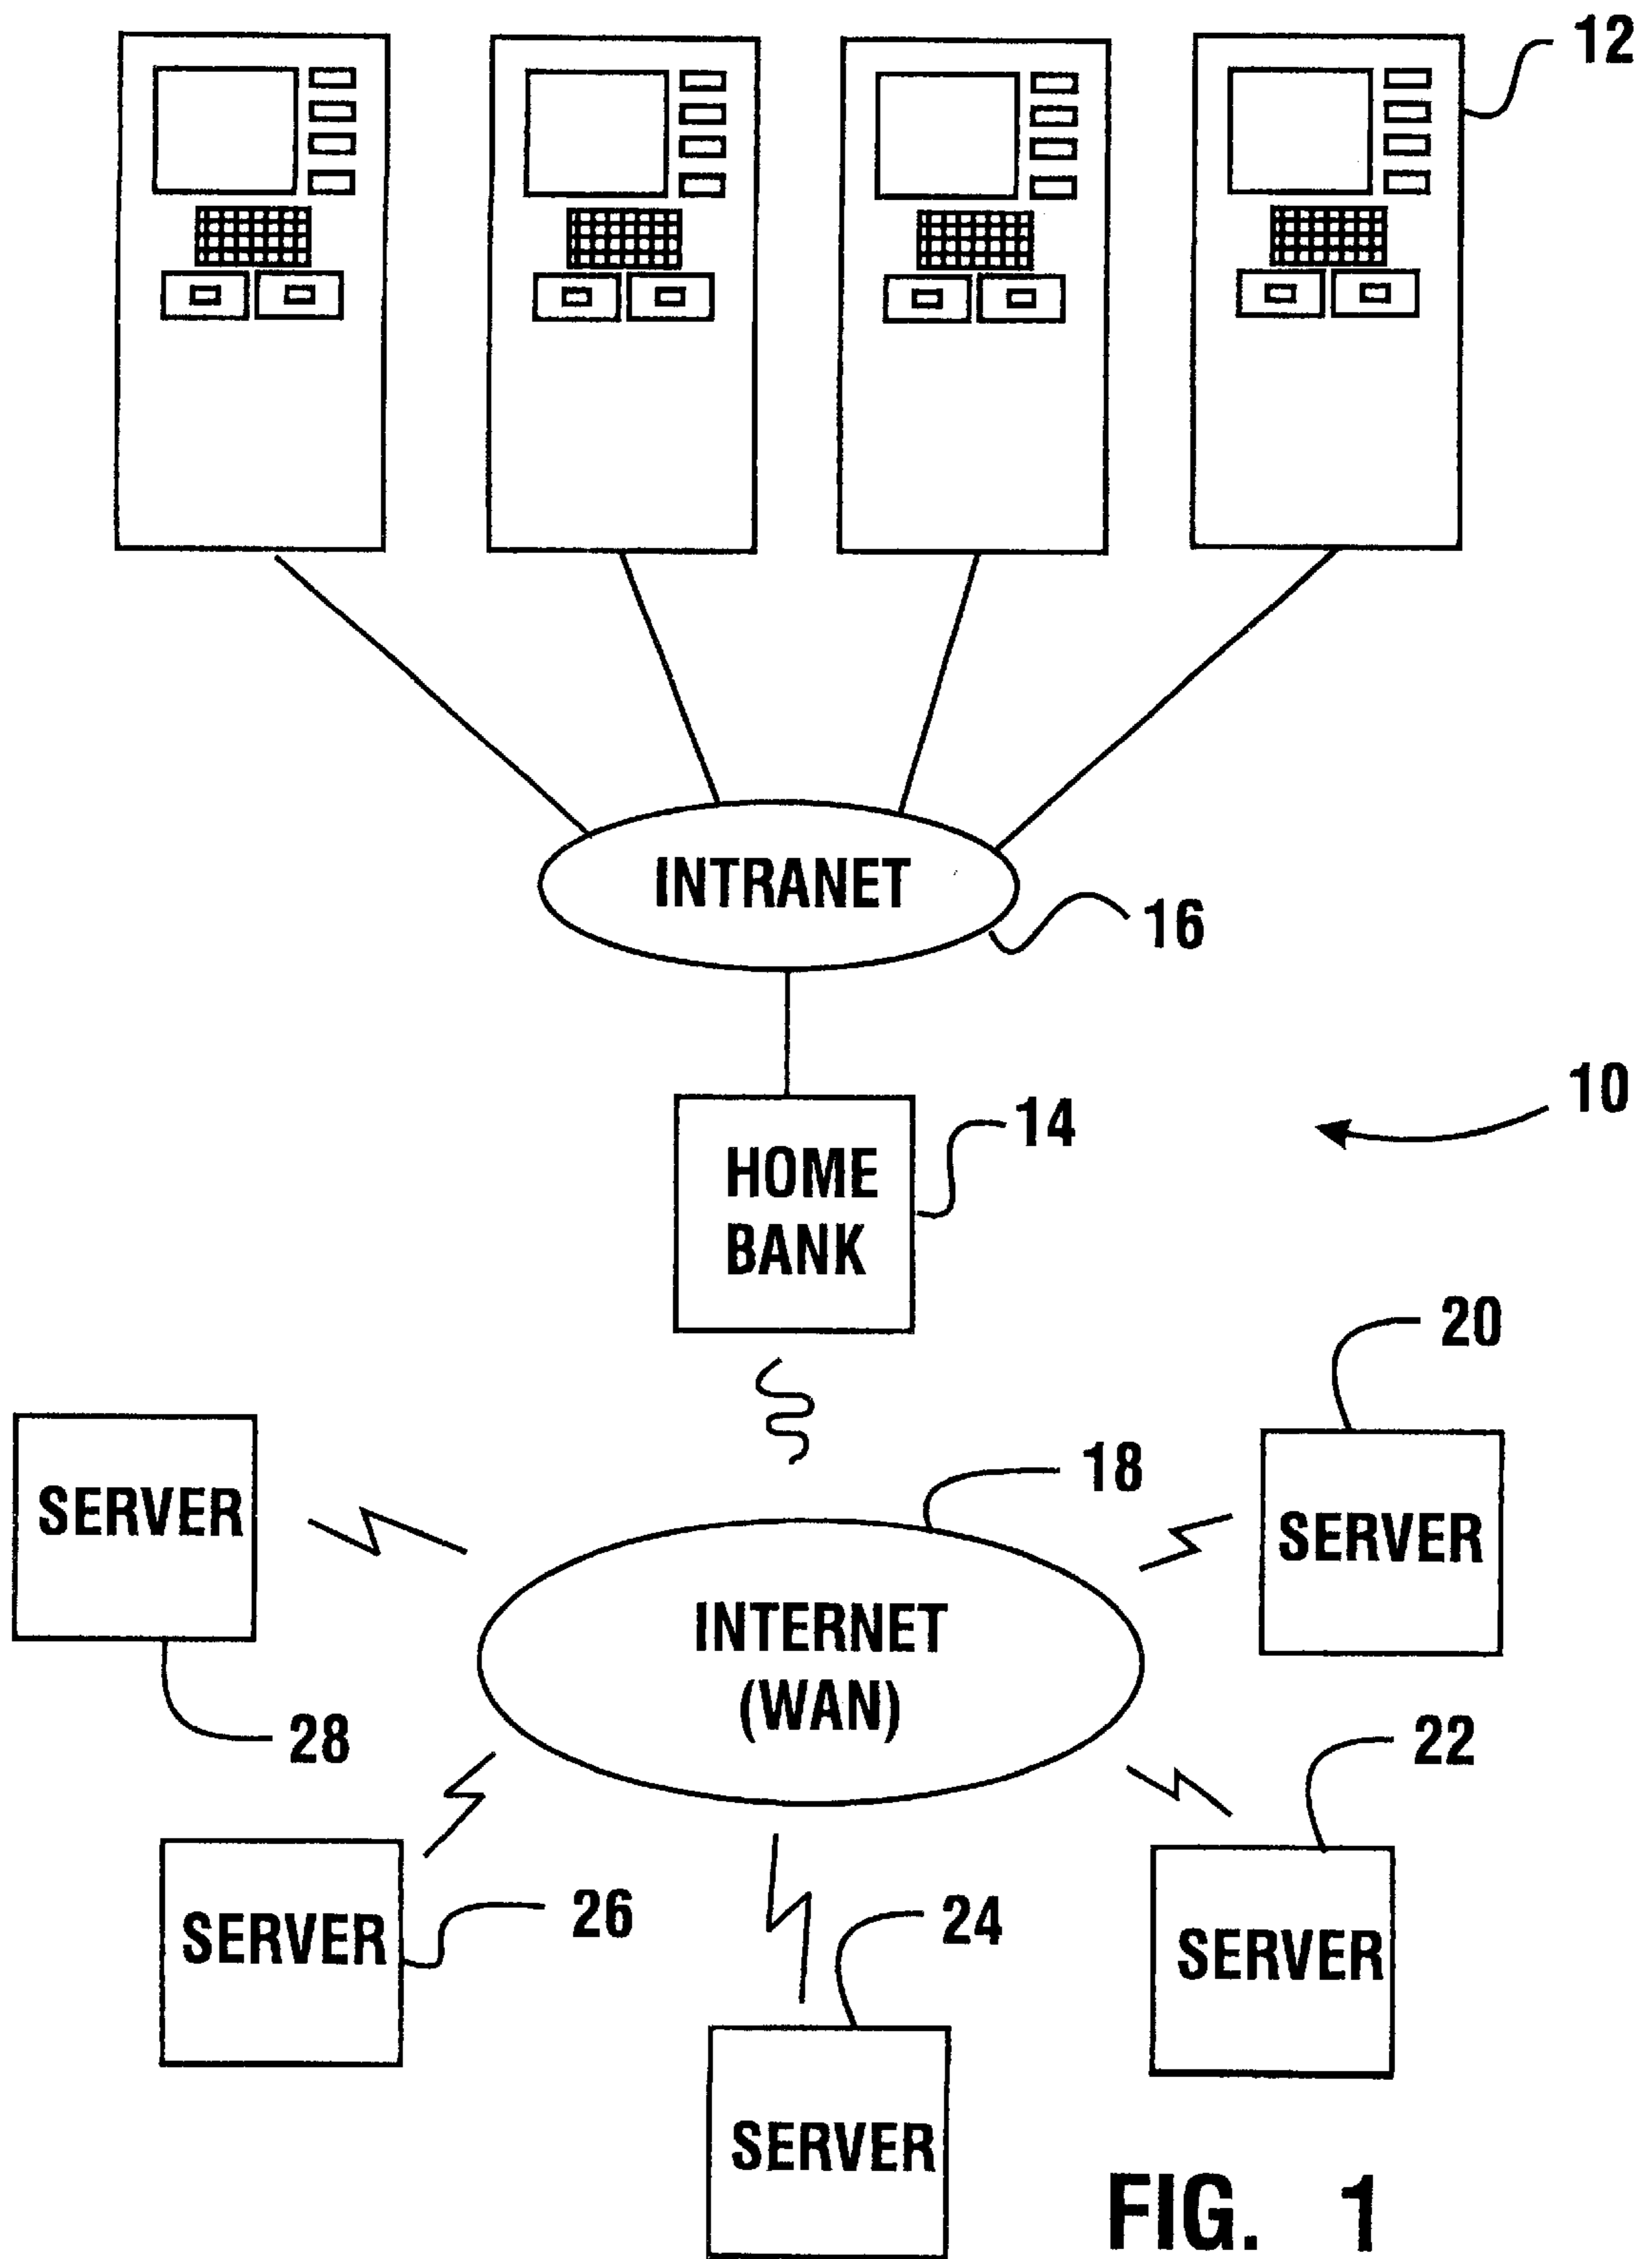 12
INTRANET
16
10
14
HOME
BANK
20
18
SERVER
SERVER
INTERNET
(WAN)
28
22
26
24
SERVER
SERVER
SERVER
FIG. 1